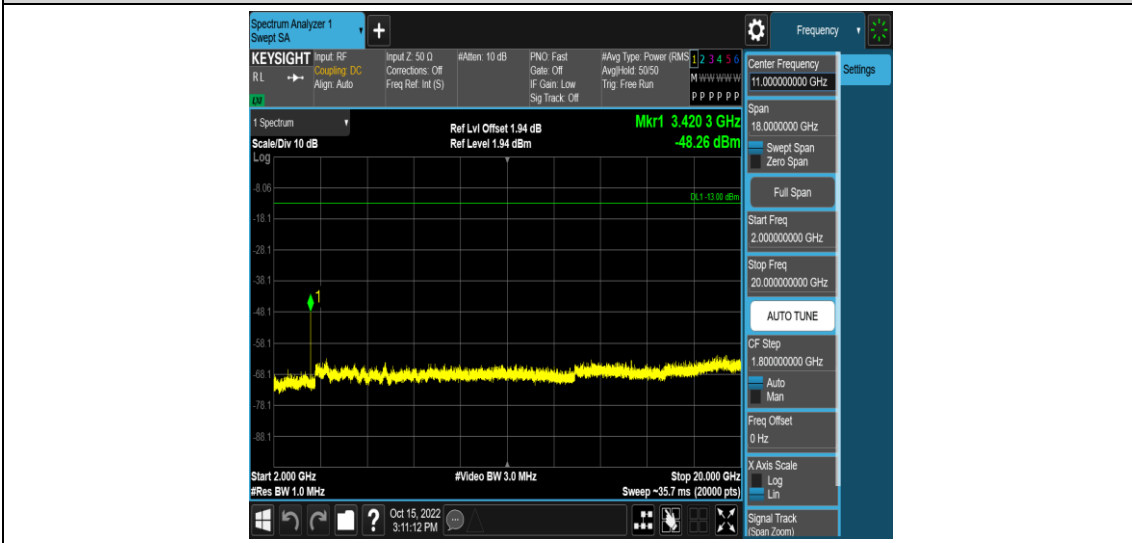 Spectrum Analyzer 1
Swept SA
+
Frequency
KEYSIGHT
RL
LXI
Input: RF
Coupling: DC
Align: Auto
Input Z: 50 Ω
Corrections: Off
Freq Ref: Int (S)
#Atten: 10 dB
PNO: Fast
Gate: Off
IF Gain: Low
Sig Track: Off
#Avg Type: Power (RMS
Avg|Hold: 50/50
Trig: Free Run
1 2 3 4 5 6
M W W W W W
P P P P P P
1 Spectrum
Scale/Div 10 dB
Log
Ref Lvl Offset 1.94 dB
Ref Level 1.94 dBm
Mkr1 3.420 3 GHz
-48.26 dBm
-8.06
DL1 -13.00 dBm
-18.1
-28.1
-38.1
1
-48.1
-58.1
-68.1
-78.1
-88.1
Start 2.000 GHz
#Res BW 1.0 MHz
#Video BW 3.0 MHz
Stop 20.000 GHz
Sweep ~35.7 ms (20000 pts)
?
Oct 15, 2022
3:11:12 PM
Center Frequency
11.000000000 GHz
Settings
Span
18.0000000 GHz
Swept Span
Zero Span
Full Span
Start Freq
2.000000000 GHz
Stop Freq
20.000000000 GHz
AUTO TUNE
CF Step
1.800000000 GHz
Auto
Man
Freq Offset
0 Hz
X Axis Scale
Log
Lin
Signal Track
(Span Zoom)